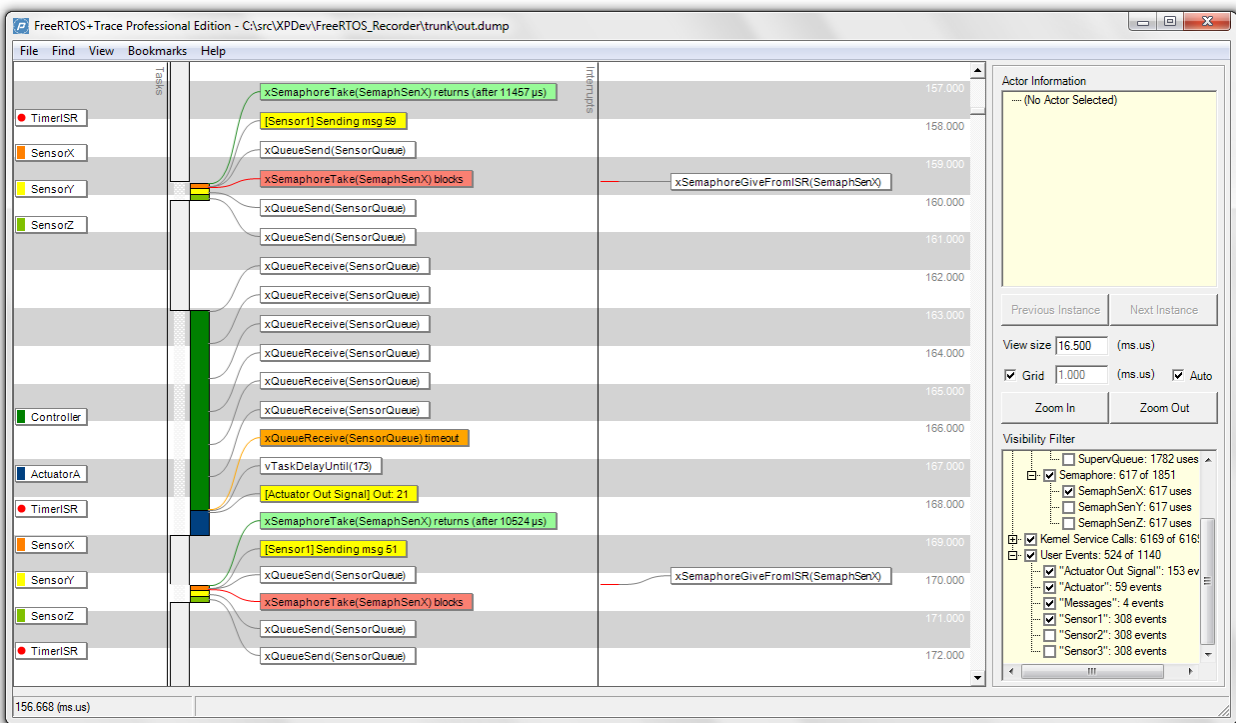 FreeRTOS+Trace Professional Edition - C:\src\XPDev\FreeRTOS_Recorder\trunk\out.dump
File Find View Bookmarks Help
Tasks
Interrupts
TimerISR
SensorX
SensorY
SensorZ
Controller
ActuatorA
TimerISR
SensorX
SensorY
SensorZ
TimerISR
xSemaphoreTake(SemaphSenX) returns (after 11457 µs)
[Sensor1] Sending msg 59
xQueueSend(SensorQueue)
xSemaphoreTake(SemaphSenX) blocks
xQueueSend(SensorQueue)
xQueueSend(SensorQueue)
xQueueReceive(SensorQueue)
xQueueReceive(SensorQueue)
xQueueReceive(SensorQueue)
xQueueReceive(SensorQueue)
xQueueReceive(SensorQueue)
xQueueReceive(SensorQueue)
xQueueReceive(SensorQueue) timeout
vTaskDelayUntil(173)
[Actuator Out Signal] Out: 21
xSemaphoreTake(SemaphSenX) returns (after 10524 µs)
[Sensor1] Sending msg 51
xQueueSend(SensorQueue)
xSemaphoreTake(SemaphSenX) blocks
xQueueSend(SensorQueue)
xQueueSend(SensorQueue)
xSemaphoreGiveFromISR(SemaphSenX)
xSemaphoreGiveFromISR(SemaphSenX)
157.000
158.000
159.000
160.000
161.000
162.000
163.000
164.000
165.000
166.000
167.000
168.000
169.000
170.000
171.000
172.000
Actor Information
(No Actor Selected)
Previous Instance Next Instance
View size 16.500 (ms.us)
Grid 1.000 (ms.us) Auto
Zoom In Zoom Out
Visibility Filter
SupervQueue: 1782 uses
Semaphore: 617 of 1851
SemaphSenX: 617 uses
SemaphSenY: 617 uses
SemaphSenZ: 617 uses
Kernel Service Calls: 6169 of 616
User Events: 524 of 1140
"Actuator Out Signal": 153 ev
"Actuator": 59 events
"Messages": 4 events
"Sensor1": 308 events
"Sensor2": 308 events
"Sensor3": 308 events
156.668 (ms.us)